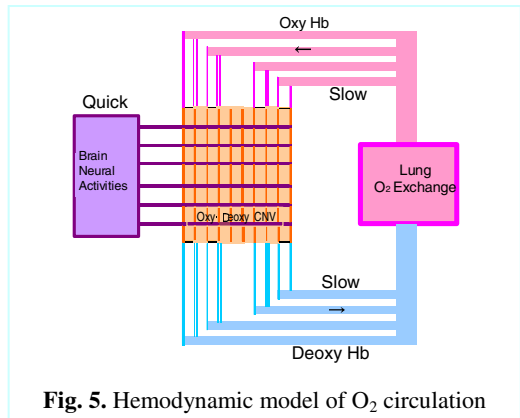 Oxy Hb
←
Slow
Quick
Brain
Neural
Activities
Lung
O₂ Exchange
Oxy· Deoxy CNV
Slow
→
Deoxy Hb
Fig. 5. Hemodynamic model of O₂ circulation